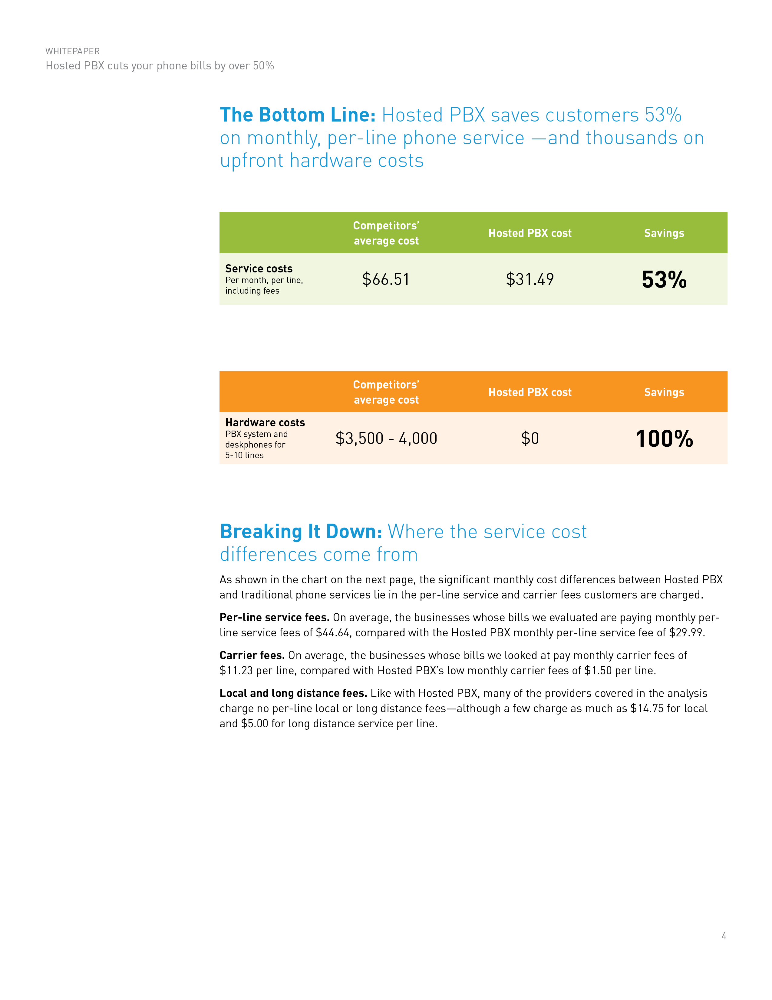 WHITEPAPER
Hosted PBX cuts your phone bills by over 50%
The Bottom Line: Hosted PBX saves customers 53%
on monthly, per-line phone service —and thousands on
upfront hardware costs
Competitors’
average cost
Hosted PBX cost
Savings
Service costs
Per month, per line,
including fees
$66.51
$31.49
53%
Competitors’
average cost
Hosted PBX cost
Savings
Hardware costs
PBX system and
deskphones for
5-10 lines
$3,500 - 4,000
$0
100%
Breaking It Down: Where the service cost
differences come from
As shown in the chart on the next page, the significant monthly cost differences between Hosted PBX
and traditional phone services lie in the per-line service and carrier fees customers are charged.
Per-line service fees. On average, the businesses whose bills we evaluated are paying monthly per-
line service fees of $44.64, compared with the Hosted PBX monthly per-line service fee of $29.99.
Carrier fees. On average, the businesses whose bills we looked at pay monthly carrier fees of
$11.23 per line, compared with Hosted PBX’s low monthly carrier fees of $1.50 per line.
Local and long distance fees. Like with Hosted PBX, many of the providers covered in the analysis
charge no per-line local or long distance fees—although a few charge as much as $14.75 for local
and $5.00 for long distance service per line.
4